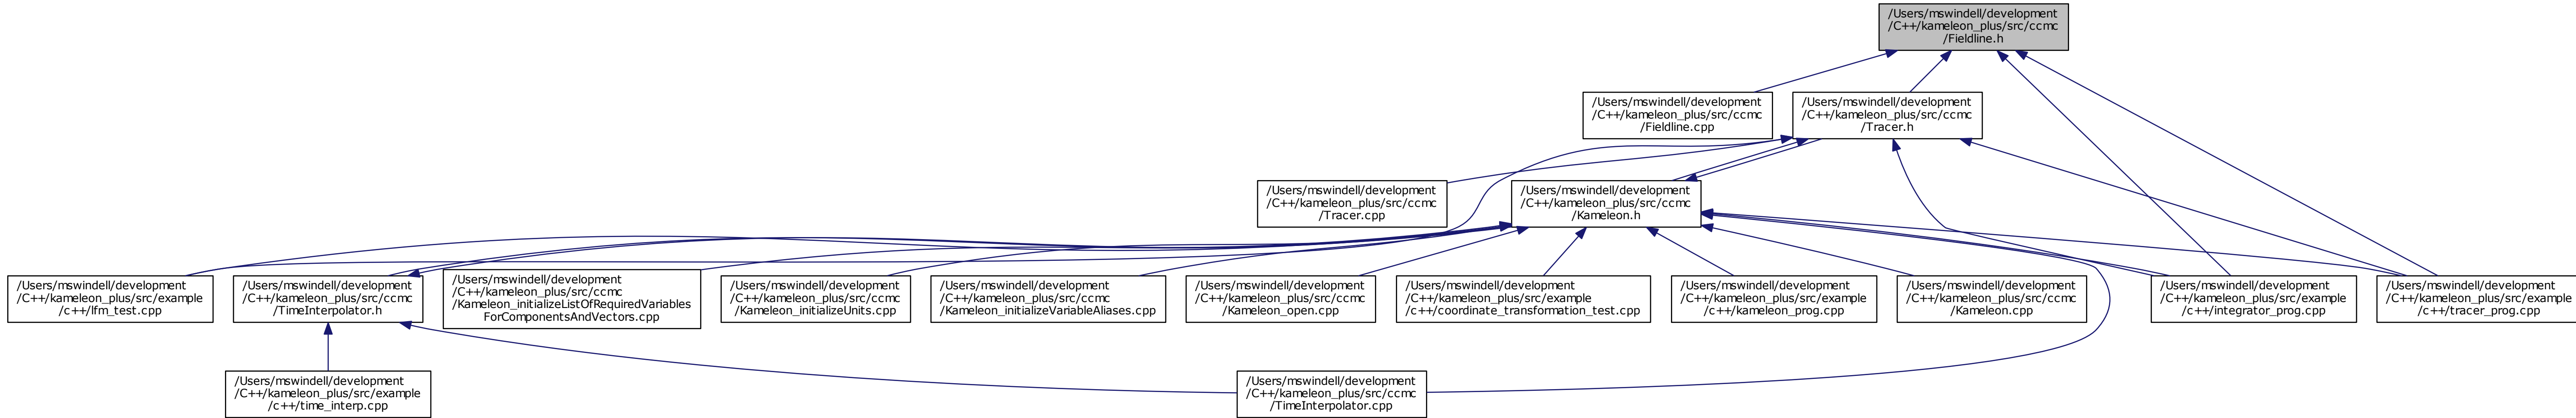 /Users/mswindell/development
/C++/kameleon_plus/src/ccmc
/Fieldline.h
/Users/mswindell/development
/C++/kameleon_plus/src/ccmc
/Fieldline.cpp
/Users/mswindell/development
/C++/kameleon_plus/src/ccmc
/Tracer.h
/Users/mswindell/development
/C++/kameleon_plus/src/ccmc
/Tracer.cpp
/Users/mswindell/development
/C++/kameleon_plus/src/ccmc
/Kameleon.h
/Users/mswindell/development
/C++/kameleon_plus/src/example
/c++/lfm_test.cpp
/Users/mswindell/development
/C++/kameleon_plus/src/ccmc
/TimeInterpolator.h
/Users/mswindell/development
/C++/kameleon_plus/src/ccmc
/Kameleon_initializeListOfRequiredVariables
ForComponentsAndVectors.cpp
/Users/mswindell/development
/C++/kameleon_plus/src/ccmc
/Kameleon_initializeUnits.cpp
/Users/mswindell/development
/C++/kameleon_plus/src/ccmc
/Kameleon_initializeVariableAliases.cpp
/Users/mswindell/development
/C++/kameleon_plus/src/ccmc
/Kameleon_open.cpp
/Users/mswindell/development
/C++/kameleon_plus/src/example
/c++/coordinate_transformation_test.cpp
/Users/mswindell/development
/C++/kameleon_plus/src/example
/c++/kameleon_prog.cpp
/Users/mswindell/development
/C++/kameleon_plus/src/ccmc
/Kameleon.cpp
/Users/mswindell/development
/C++/kameleon_plus/src/example
/c++/integrator_prog.cpp
/Users/mswindell/development
/C++/kameleon_plus/src/example
/c++/tracer_prog.cpp
/Users/mswindell/development
/C++/kameleon_plus/src/example
/c++/time_interp.cpp
/Users/mswindell/development
/C++/kameleon_plus/src/ccmc
/TimeInterpolator.cpp